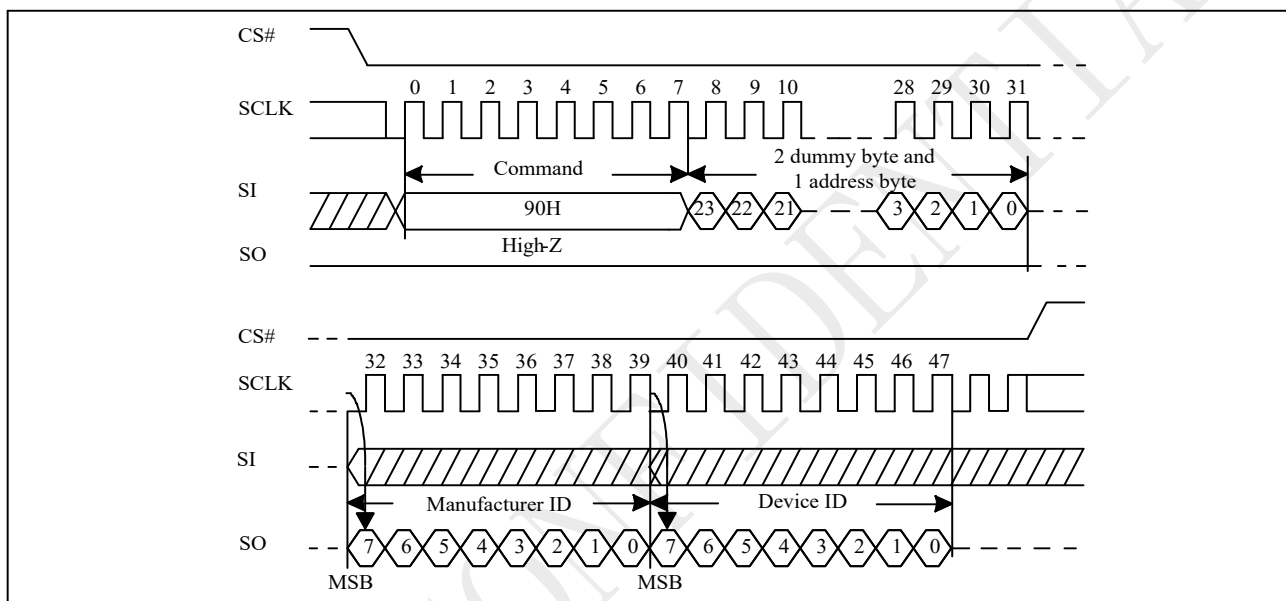 CS#
0 1 2 3 4 5 6 7 8 9 10 28 29 30 31
SCLK
Command
2 dummy byte and
1 address byte
SI
90H
23 22 21 3 2 1 0
High-Z
SO
CS#
32 33 34 35 36 37 38 39 40 41 42 43 44 45 46 47
SCLK
SI
Manufacturer ID
Device ID
SO
7 6 5 4 3 2 1 0 7 6 5 4 3 2 1 0
MSB MSB
CONFIDENTIA